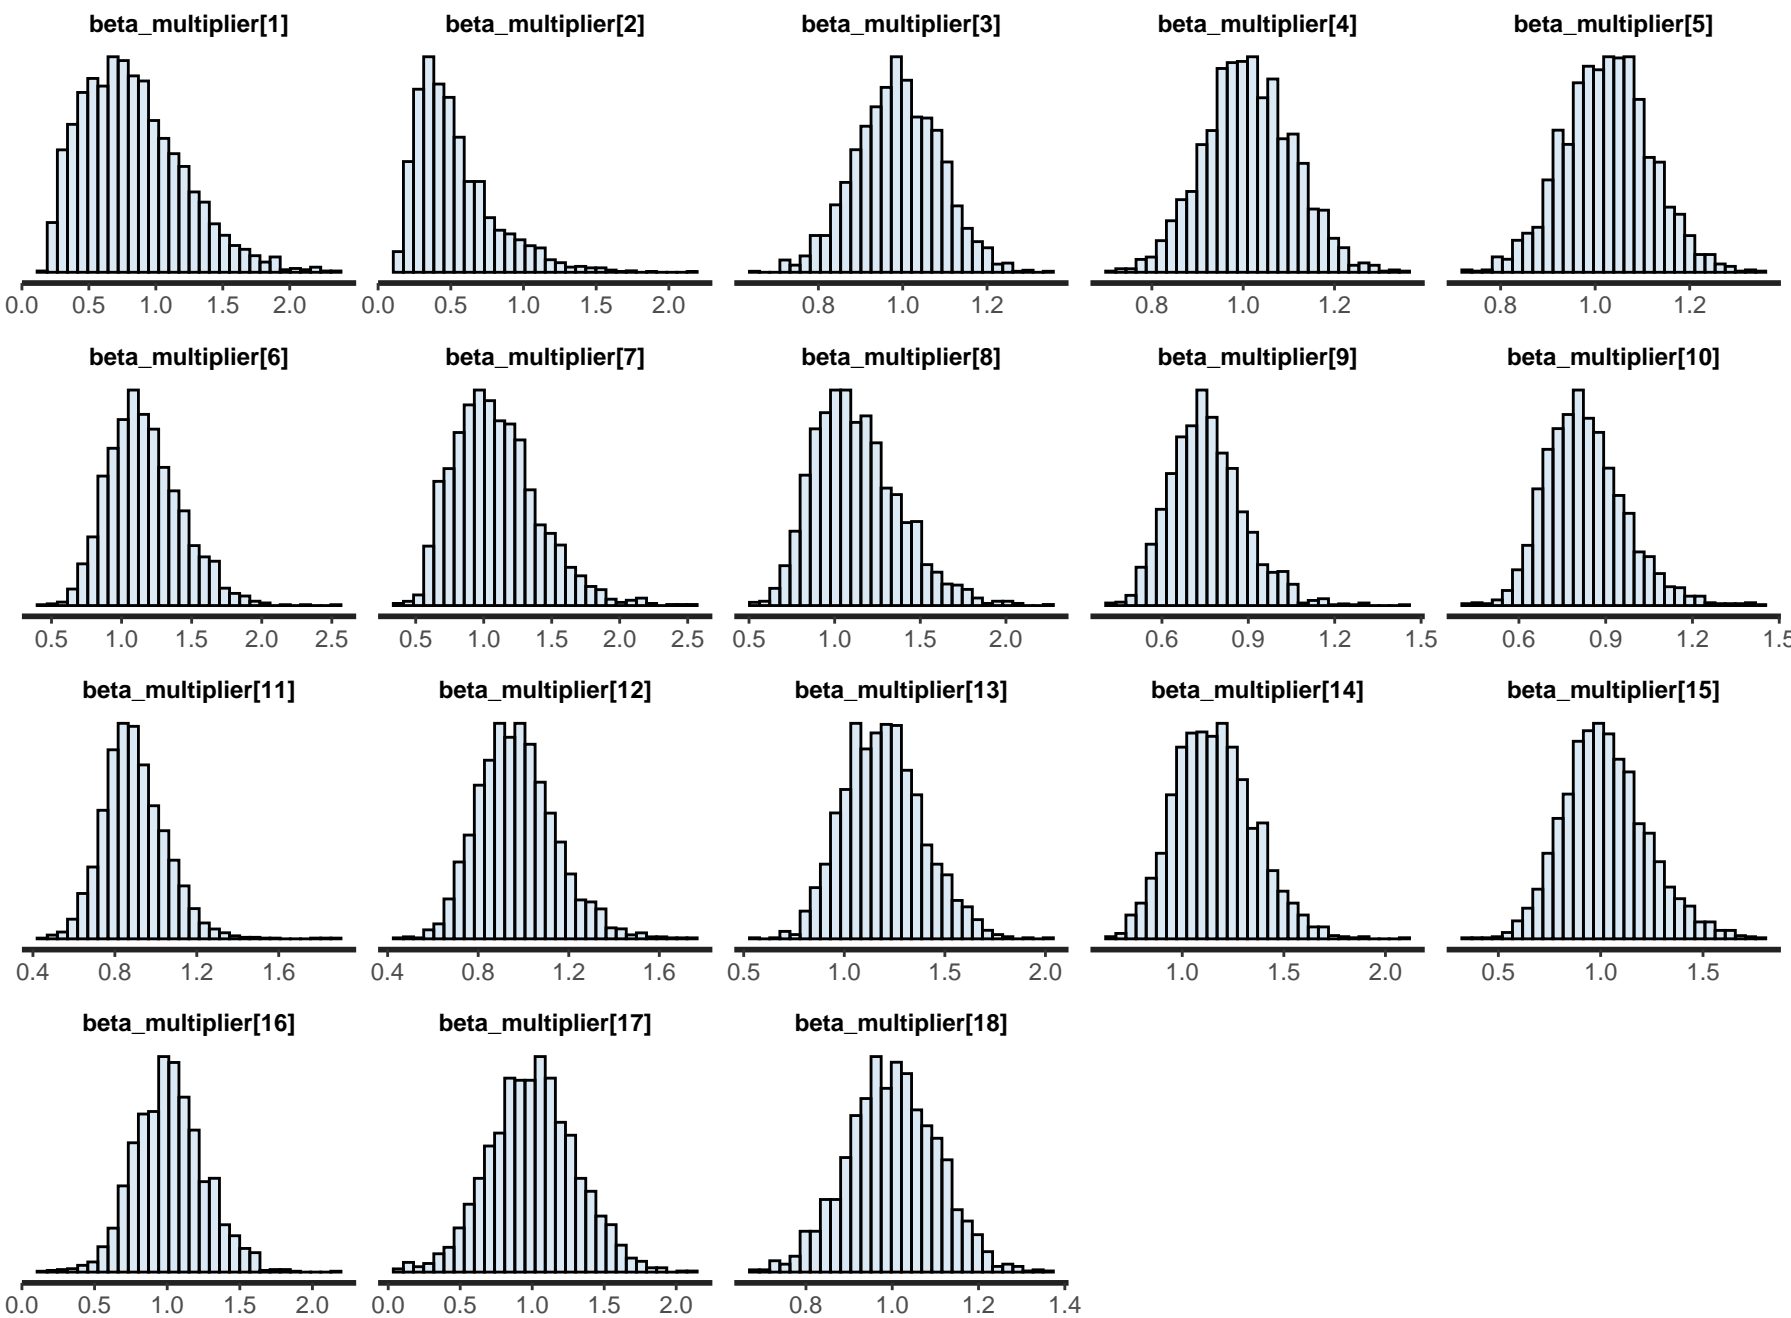 beta_multiplier[1] beta_multiplier[2] beta_multiplier[3] beta_multiplier[4] beta_multiplier[5]
0.0 0.5 1.0 1.5 2.0 0.0 0.5 1.0 1.5 2.0 0.8 1.0 1.2 0.8 1.0 1.2 0.8 1.0 1.2
beta_multiplier[6] beta_multiplier[7] beta_multiplier[8] beta_multiplier[9] beta_multiplier[10]
0.5 1.0 1.5 2.0 2.5 0.5 1.0 1.5 2.0 2.5 0.5 1.0 1.5 2.0 0.6 0.9 1.2 1.5 0.6 0.9 1.2 1.5
beta_multiplier[11] beta_multiplier[12] beta_multiplier[13] beta_multiplier[14] beta_multiplier[15]
0.4 0.8 1.2 1.6 0.4 0.8 1.2 1.6 0.5 1.0 1.5 2.0 1.0 1.5 2.0 0.5 1.0 1.5
beta_multiplier[16] beta_multiplier[17] beta_multiplier[18]
0.0 0.5 1.0 1.5 2.0 0.0 0.5 1.0 1.5 2.0 0.8 1.0 1.2 1.4